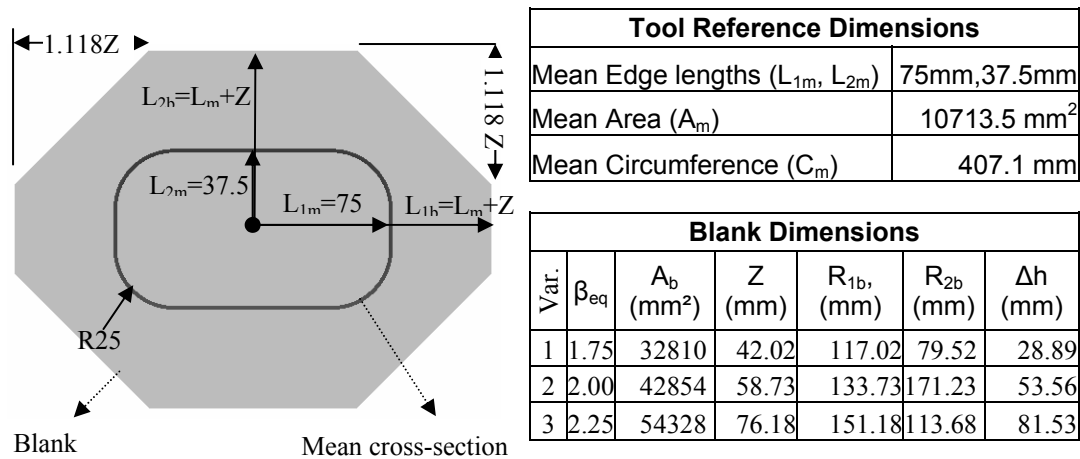 1.118Z
1.118 Z
L₂b=Lm+Z
L₂m=37.5
L₁m=75
L₁b=Lm+Z
R25
Blank
Mean cross-section
Tool Reference Dimensions
Mean Edge lengths (L₁m, L₂m) 75mm,37.5mm
Mean Area (Am) 10713.5 mm²
Mean Circumference (Cm) 407.1 mm
Blank Dimensions
Var. βeq Ab (mm²) Z (mm) R₁b, (mm) R₂b (mm) Δh (mm)
1 1.75 32810 42.02 117.02 79.52 28.89
2 2.00 42854 58.73 133.73 171.23 53.56
3 2.25 54328 76.18 151.18 113.68 81.53